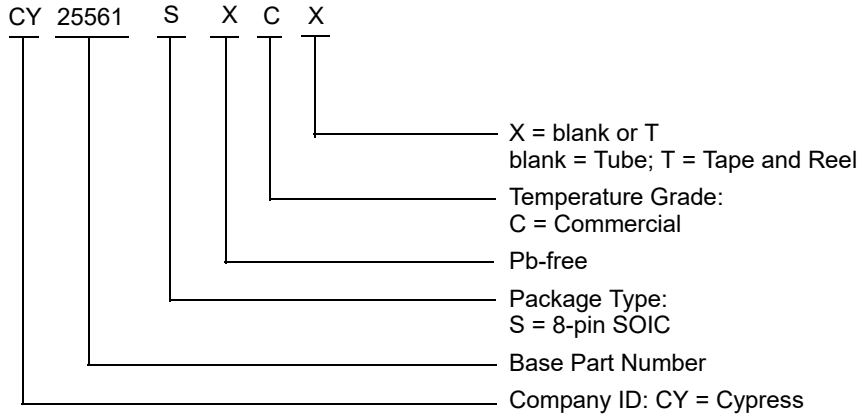 CY 25561 S X C X
X = blank or T
blank = Tube; T = Tape and Reel
Temperature Grade:
C = Commercial
Pb-free
Package Type:
S = 8-pin SOIC
Base Part Number
Company ID: CY = Cypress